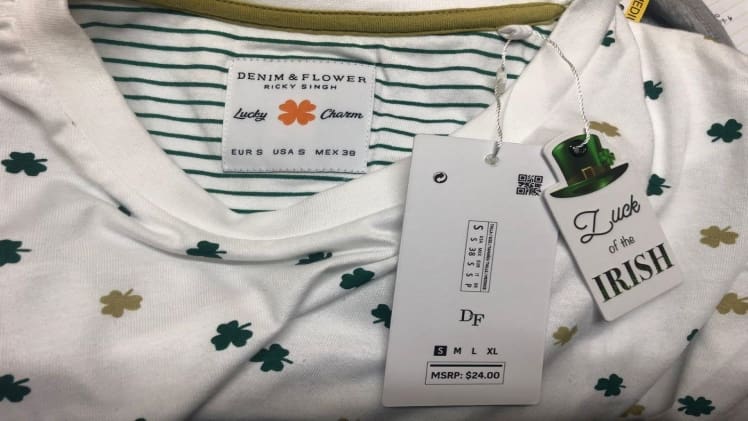 DENIM & FLOWER
RICKY SINGH
Lucky Charm
EUR S USA S MEX 38
DF
S M L XL
MSRP: $24.00
Luck
of the
IRISH